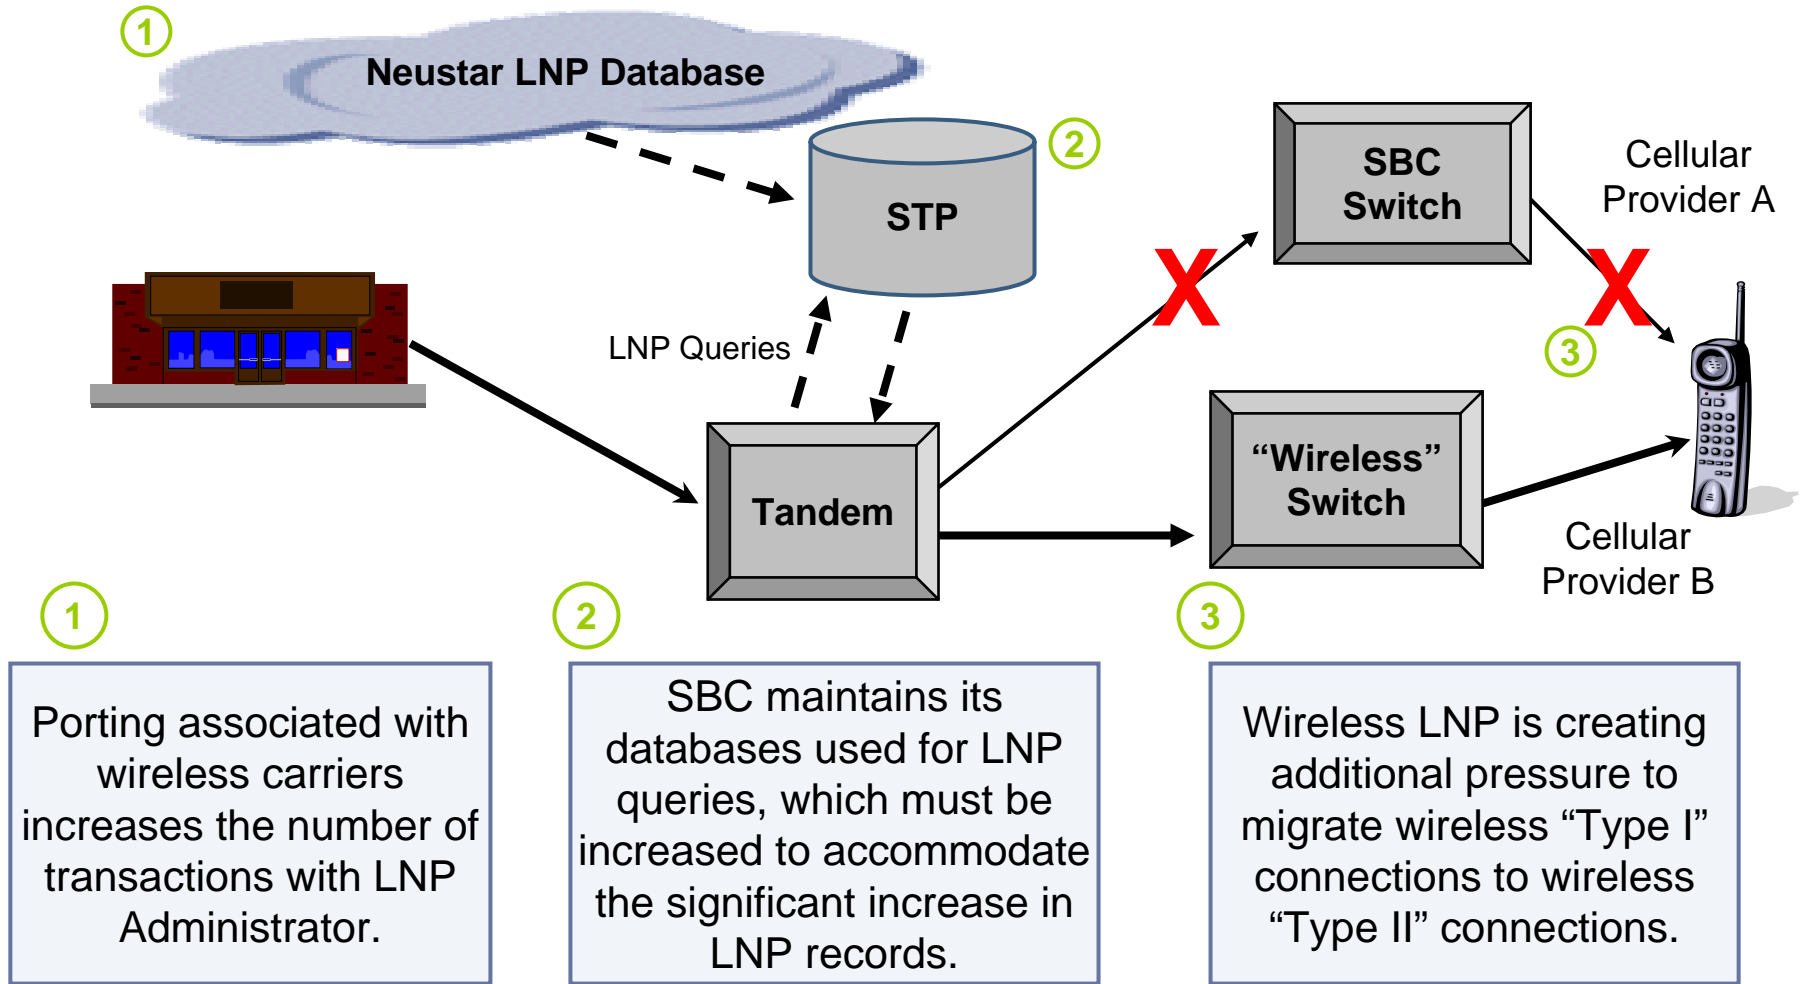 1
Neustar LNP Database
2
STP
SBC
Switch
Cellular
Provider A
LNP Queries
3
Tandem
“Wireless”
Switch
Cellular
Provider B
1
Porting associated with
wireless carriers
increases the number of
transactions with LNP
Administrator.
2
SBC maintains its
databases used for LNP
queries, which must be
increased to accommodate
the significant increase in
LNP records.
3
Wireless LNP is creating
additional pressure to
migrate wireless “Type I”
connections to wireless
“Type II” connections.